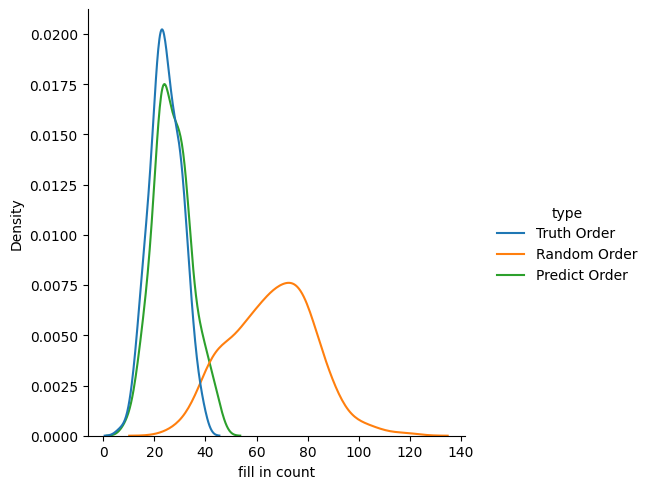 0.0200
0.0175
0.0150
0.0125
0.0100
0.0075
0.0050
0.0025
0.0000
Density
0 20 40 60 80 100 120 140
fill in count
type
Truth Order
Random Order
Predict Order